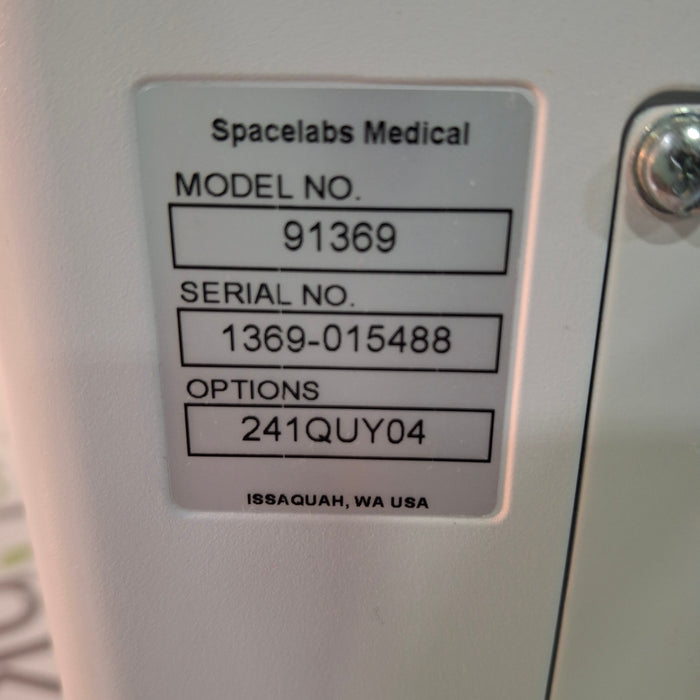 Spacelabs Medical
MODEL NO.
91369
SERIAL NO.
1369-015488
OPTIONS
241QUY04
ISSAQUAH, WA USA